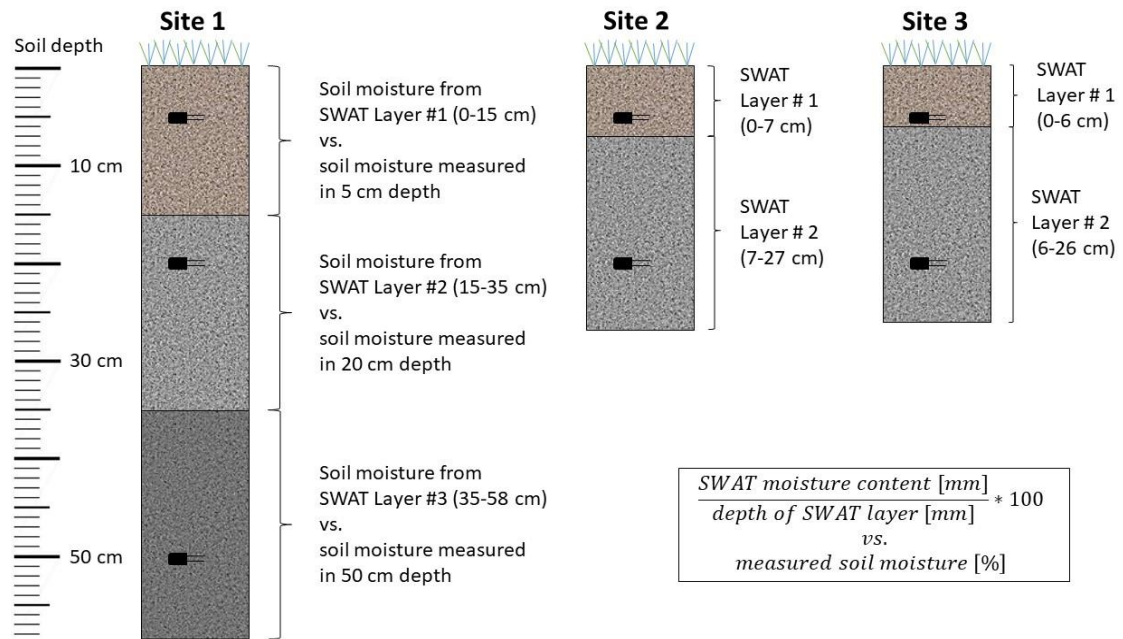 Site 1
Site 2
Site 3
Soil depth
10 cm
30 cm
50 cm
Soil moisture from
SWAT Layer #1 (0-15 cm)
vs.
soil moisture measured
in 5 cm depth
Soil moisture from
SWAT Layer #2 (15-35 cm)
vs.
soil moisture measured
in 20 cm depth
Soil moisture from
SWAT Layer #3 (35-58 cm)
vs.
soil moisture measured
in 50 cm depth
SWAT
Layer # 1
(0-7 cm)
SWAT
Layer # 2
(7-27 cm)
SWAT
Layer # 1
(0-6 cm)
SWAT
Layer # 2
(6-26 cm)
SWAT moisture content [mm]
depth of SWAT layer [mm]
* 100
vs.
measured soil moisture [%]